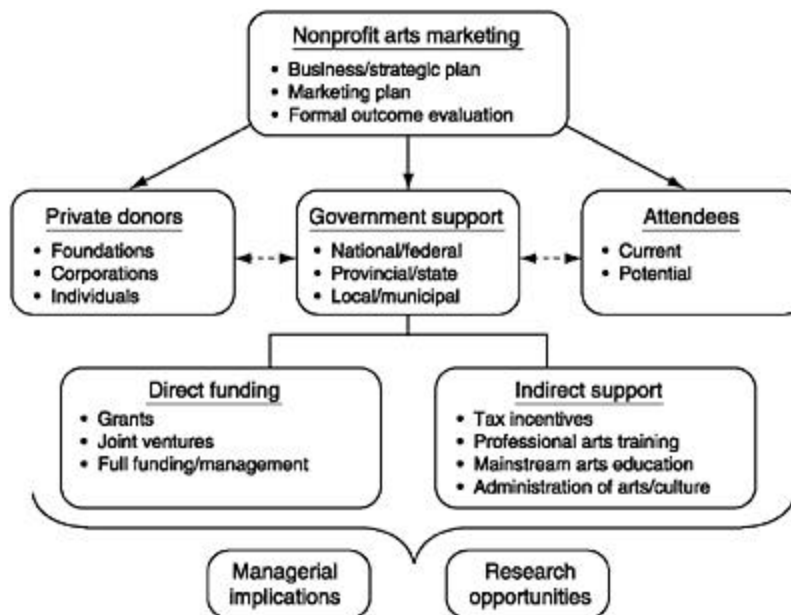 Nonprofit arts marketing
• Business/strategic plan
• Marketing plan
• Formal outcome evaluation
Private donors
• Foundations
• Corporations
• Individuals
Government support
• National/federal
• Provincial/state
• Local/municipal
Attendees
• Current
• Potential
Direct funding
• Grants
• Joint ventures
• Full funding/management
Indirect support
• Tax incentives
• Professional arts training
• Mainstream arts education
• Administration of arts/culture
Managerial
implications
Research
opportunities